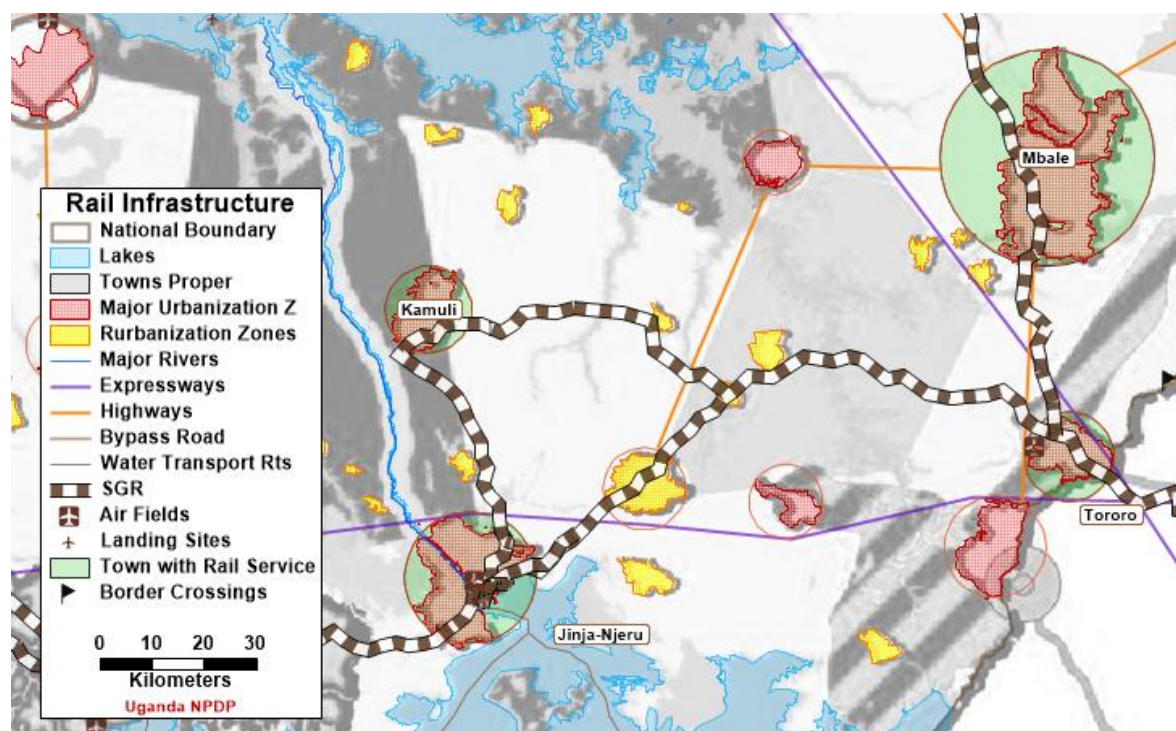 Mbale
Kamuli
Tororo
Jinja-Njeru
Rail Infrastructure
National Boundary
Lakes
Towns Proper
Major Urbanization Z
Rurbanization Zones
Major Rivers
Expressways
Highways
Bypass Road
Water Transport Rts
SGR
Air Fields
Landing Sites
Town with Rail Service
Border Crossings
0 10 20 30
Kilometers
Uganda NPDP